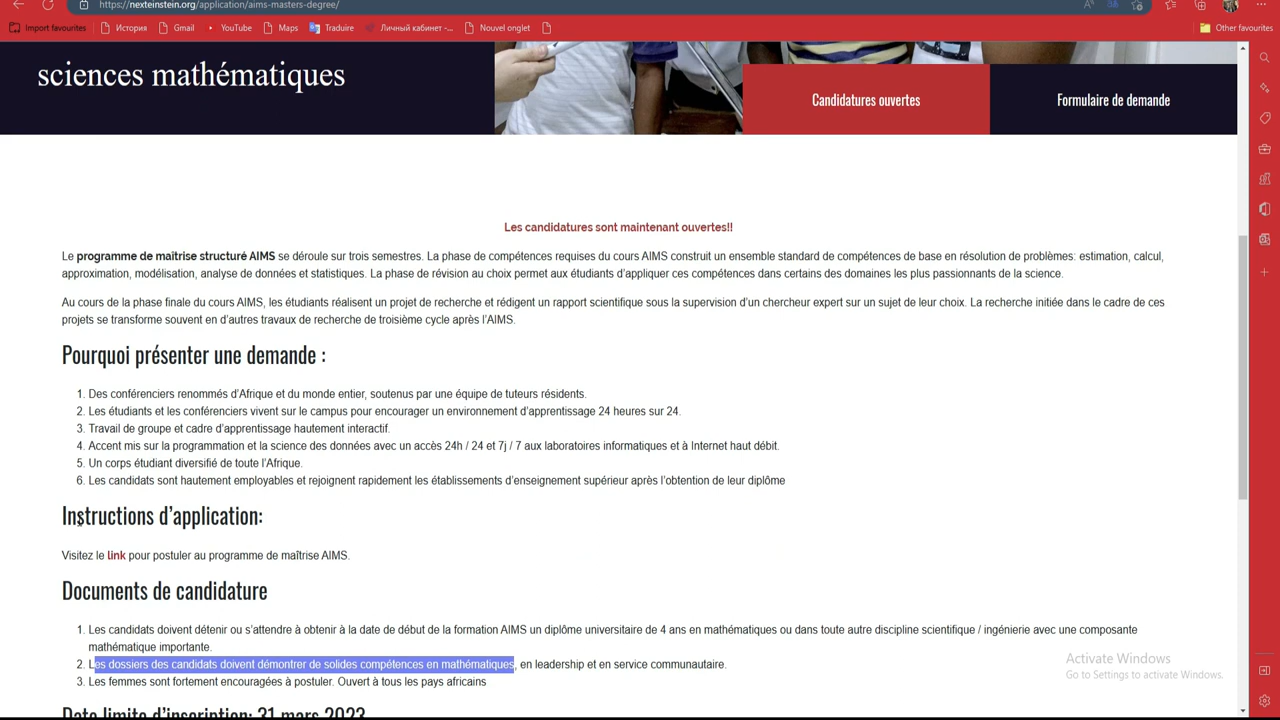 https://nexteinstein.org/application/aims-masters-degree/
Import favourites
История
Gmail
YouTube
Maps
Traduire
Личный кабинет -...
Nouvel onglet
Other favourites
sciences mathématiques
Candidatures ouvertes
Formulaire de demande
Les candidatures sont maintenant ouvertes!!
Le programme de maîtrise structuré AIMS se déroule sur trois semestres. La phase de compétences requises du cours AIMS construit un ensemble standard de compétences de base en résolution de problèmes: estimation, calcul,
approximation, modélisation, analyse de données et statistiques. La phase de révision au choix permet aux étudiants d’appliquer ces compétences dans certains des domaines les plus passionnants de la science.
Au cours de la phase finale du cours AIMS, les étudiants réalisent un projet de recherche et rédigent un rapport scientifique sous la supervision d’un chercheur expert sur un sujet de leur choix. La recherche initiée dans le cadre de ces
projets se transforme souvent en d’autres travaux de recherche de troisième cycle après l’AIMS.
Pourquoi présenter une demande :
1. Des conférenciers renommés d’Afrique et du monde entier, soutenus par une équipe de tuteurs résidents.
2. Les étudiants et les conférenciers vivent sur le campus pour encourager un environnement d’apprentissage 24 heures sur 24.
3. Travail de groupe et cadre d’apprentissage hautement interactif.
4. Accent mis sur la programmation et la science des données avec un accès 24h / 24 et 7j / 7 aux laboratoires informatiques et à Internet haut débit.
5. Un corps étudiant diversifié de toute l’Afrique.
6. Les candidats sont hautement employables et rejoignent rapidement les établissements d’enseignement supérieur après l’obtention de leur diplôme
Instructions d’application:
Visitez le link pour postuler au programme de maîtrise AIMS.
Documents de candidature
1. Les candidats doivent détenir ou s’attendre à obtenir à la date de début de la formation AIMS un diplôme universitaire de 4 ans en mathématiques ou dans toute autre discipline scientifique / ingénierie avec une composante
mathématique importante.
2. Les dossiers des candidats doivent démontrer de solides compétences en mathématiques, en leadership et en service communautaire.
3. Les femmes sont fortement encouragées à postuler. Ouvert à tous les pays africains
Date limite d’inscription: 31 mars 2023
Activate Windows
Go to Settings to activate Windows.